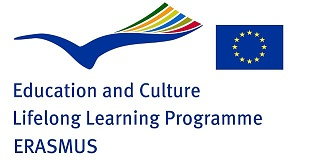 Education and Culture
Lifelong Learning Programme
ERASMUS